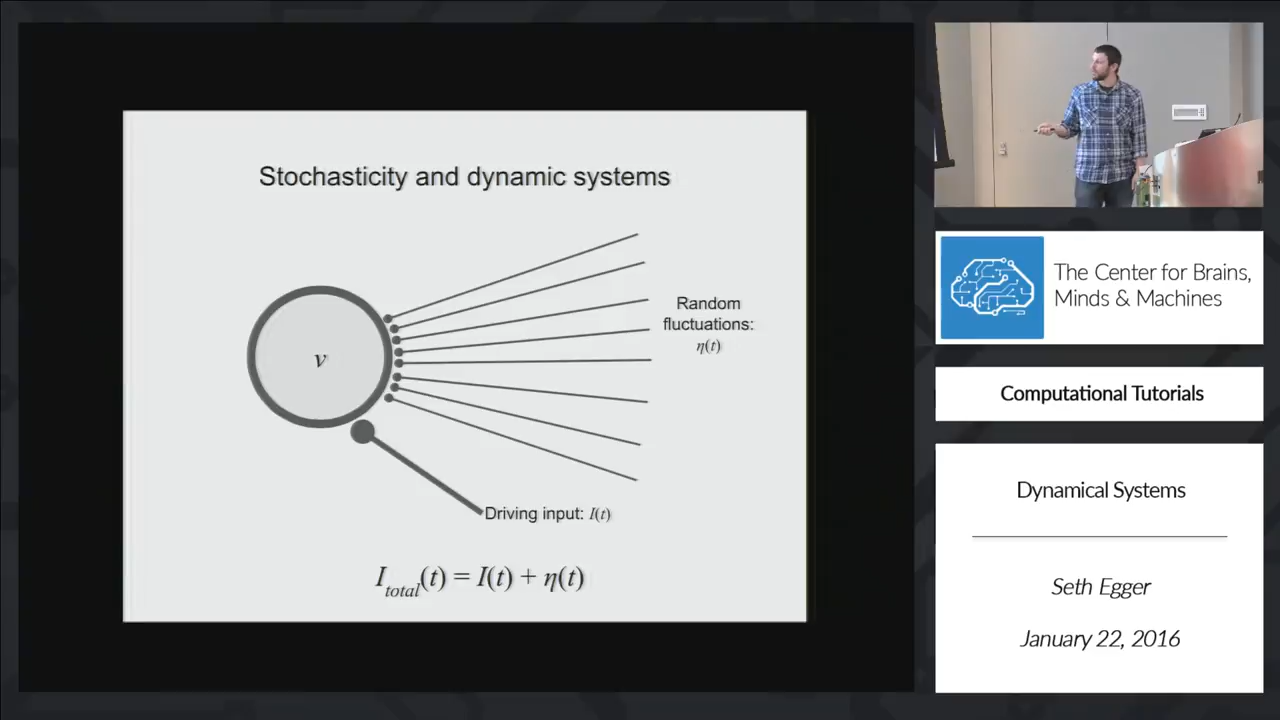 Stochasticity and dynamic systems
Random
fluctuations:
η(t)
v
Driving input: I(t)
I_total(t) = I(t) + η(t)
The Center for Brains,
Minds & Machines
Computational Tutorials
Dynamical Systems
Seth Egger
January 22, 2016